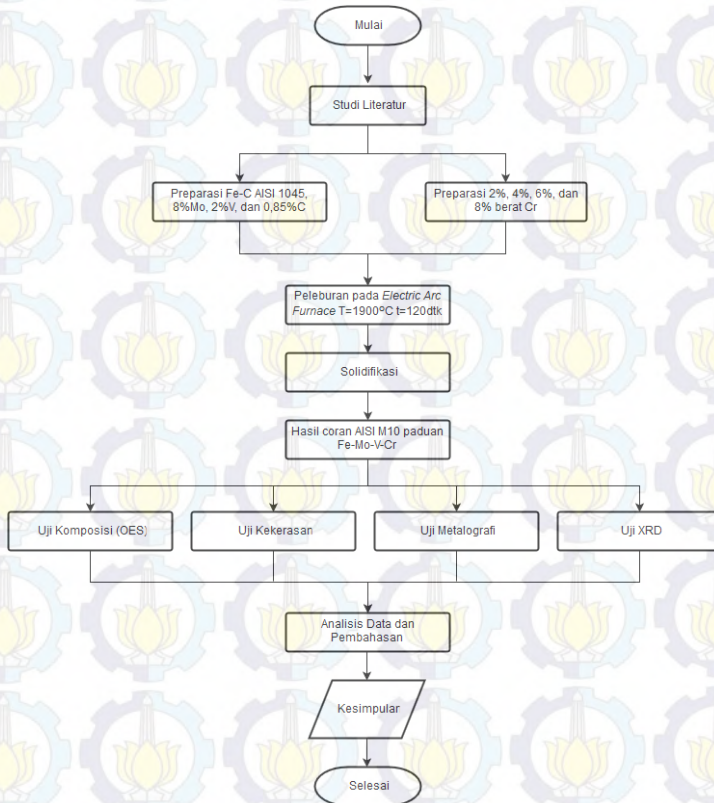 Mulai
Studi Literatur
Preparasi Fe-C AISI 1045,
8%Mo, 2%V, dan 0,85%C
Preparasi 2%, 4%, 6%, dan
8% berat Cr
Peleburan pada Electric Arc
Furnace T=1900ºC t=120dtk
Solidifikasi
Hasil coran AISI M10 paduan
Fe-Mo-V-Cr
Uji Komposisi (OES)
Uji Kekerasan
Uji Metalografi
Uji XRD
Analisis Data dan
Pembahasan
Kesimpular
Selesai